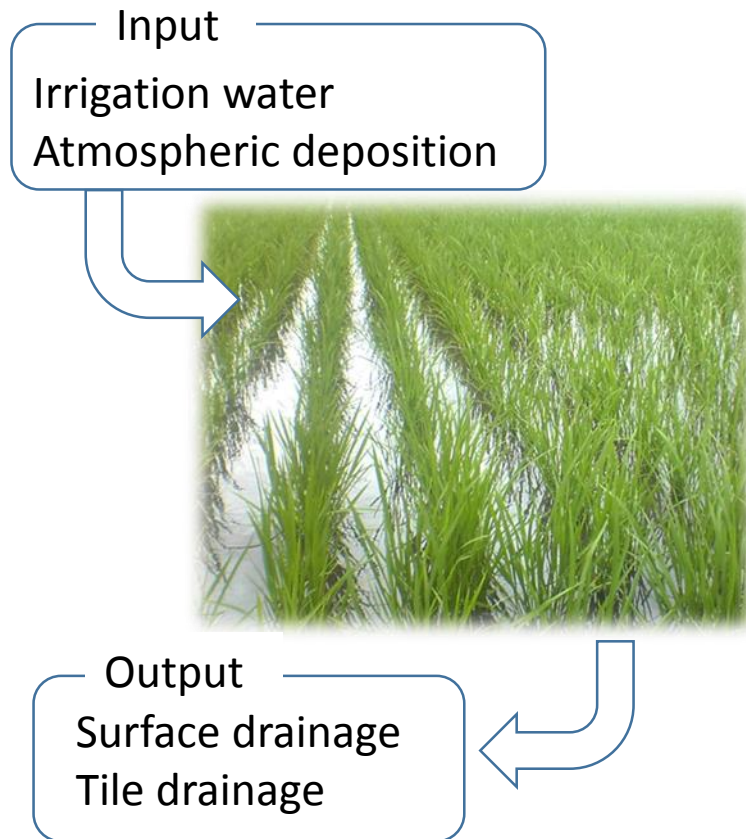 Input
Irrigation water
Atmospheric deposition
Output
Surface drainage
Tile drainage